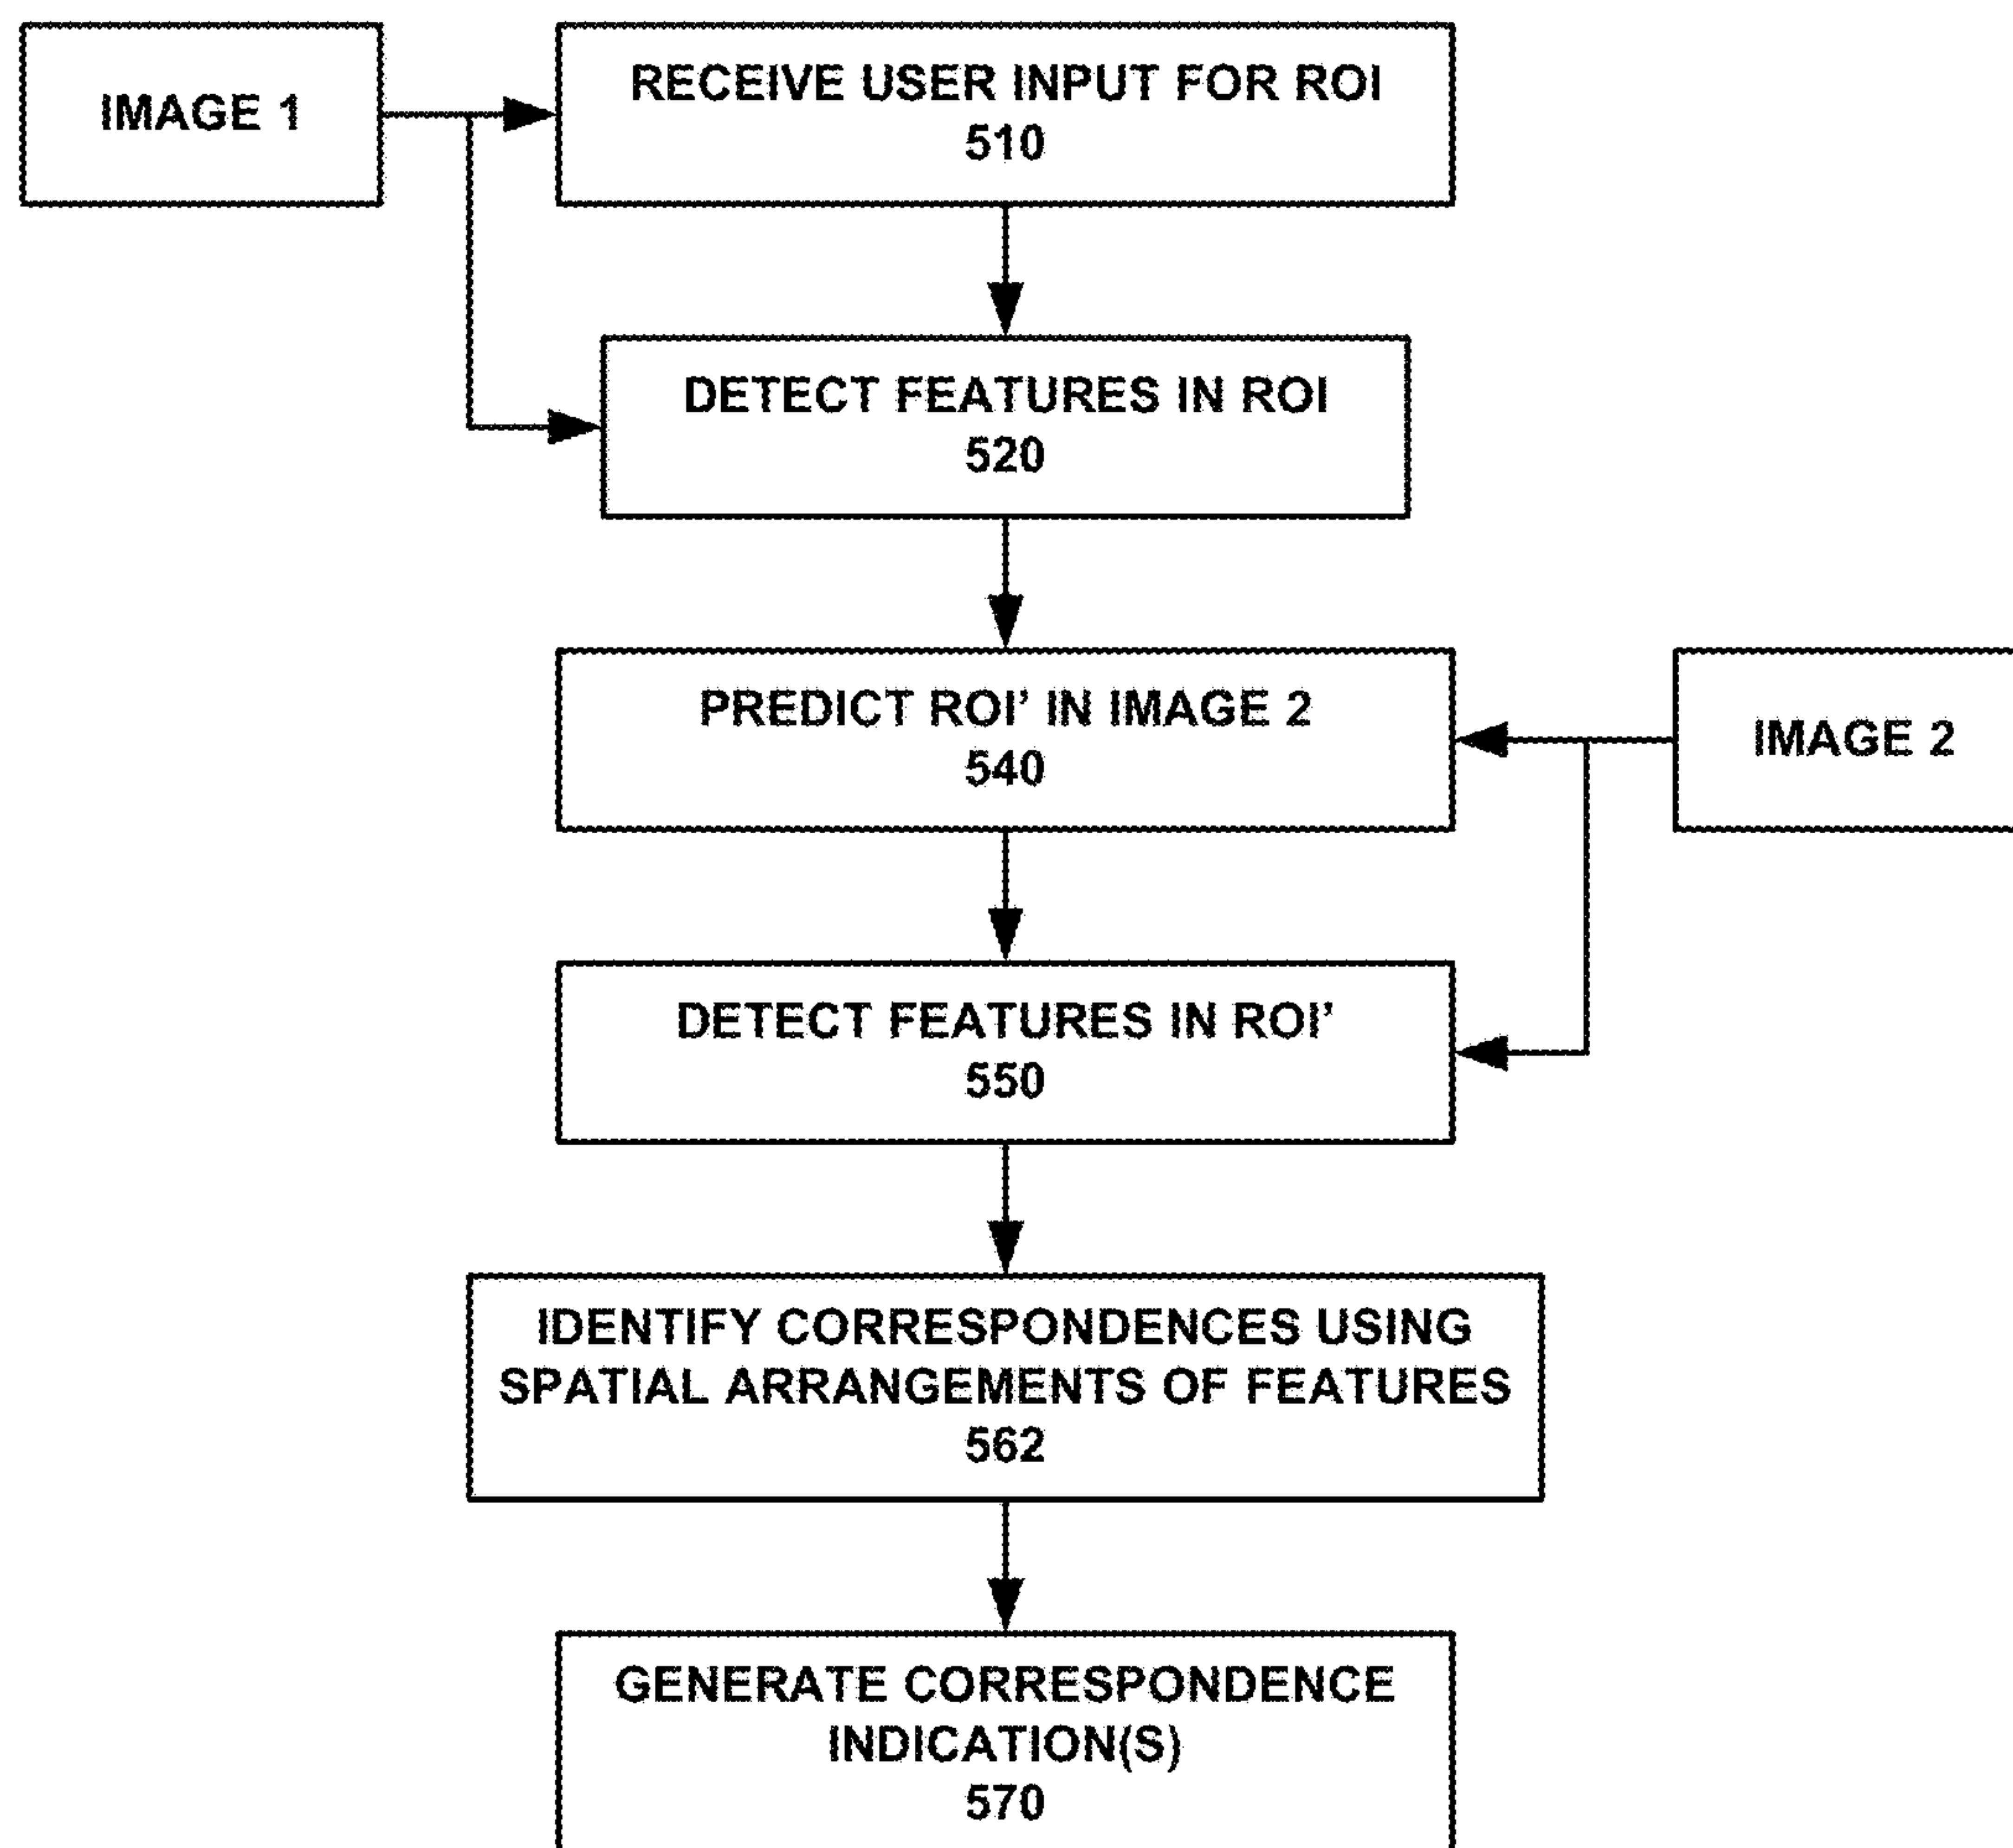 IMAGE 1
RECEIVE USER INPUT FOR ROI
510
DETECT FEATURES IN ROI
520
PREDICT ROI’ IN IMAGE 2
540
IMAGE 2
DETECT FEATURES IN ROI’
550
IDENTIFY CORRESPONDENCES USING
SPATIAL ARRANGEMENTS OF FEATURES
562
GENERATE CORRESPONDENCE
INDICATION(S)
570